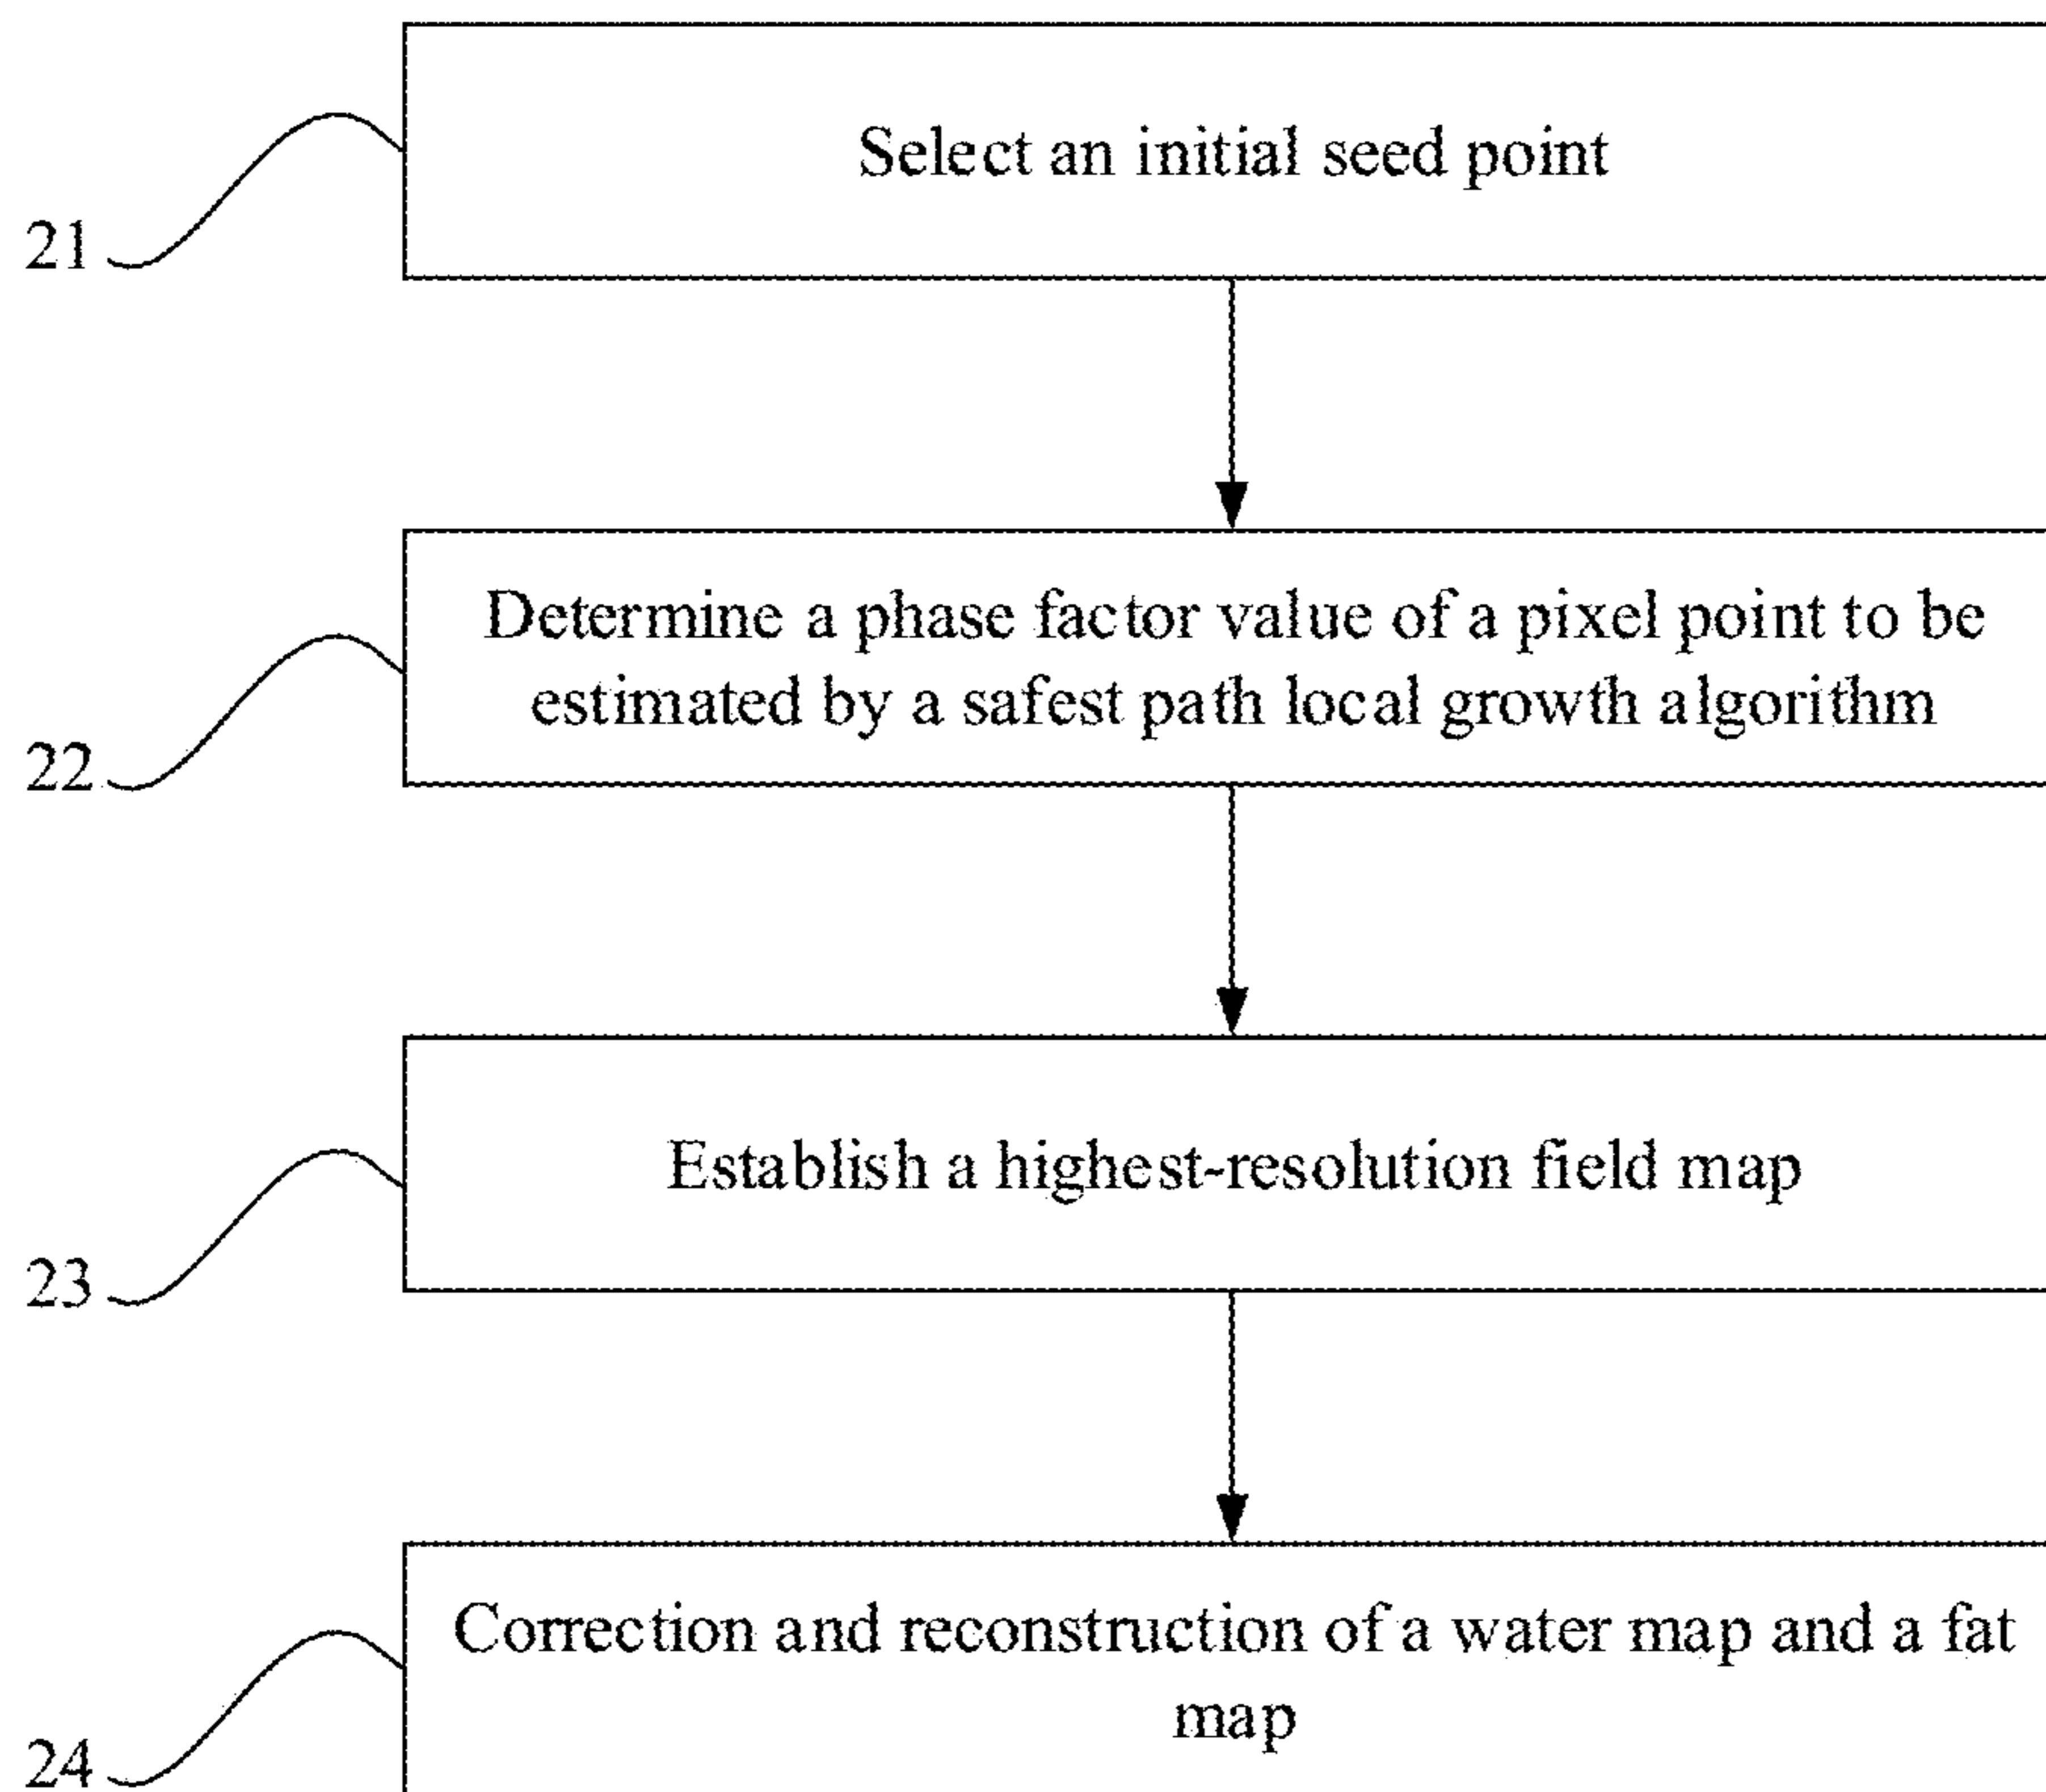 Select an initial seed point
21
Determine a phase factor value of a pixel point to be
estimated by a safest path local growth algorithm
22
Establish a highest-resolution field map
23
Correction and reconstruction of a water map and a fat
map
24